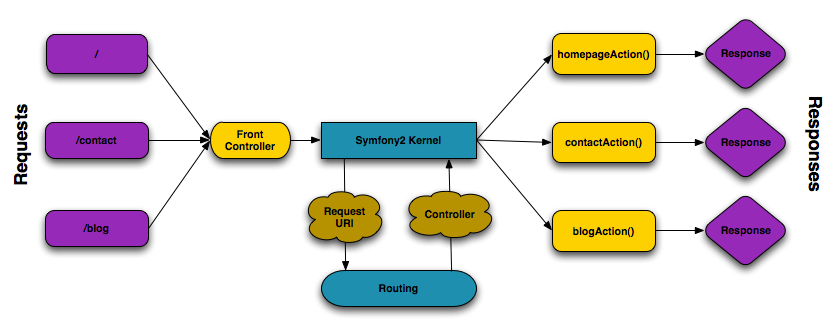 Requests
/
/contact
/blog
Front
Controller
Symfony2 Kernel
Request
URI
Controller
Routing
homepageAction()
contactAction()
blogAction()
Response
Response
Response
Responses